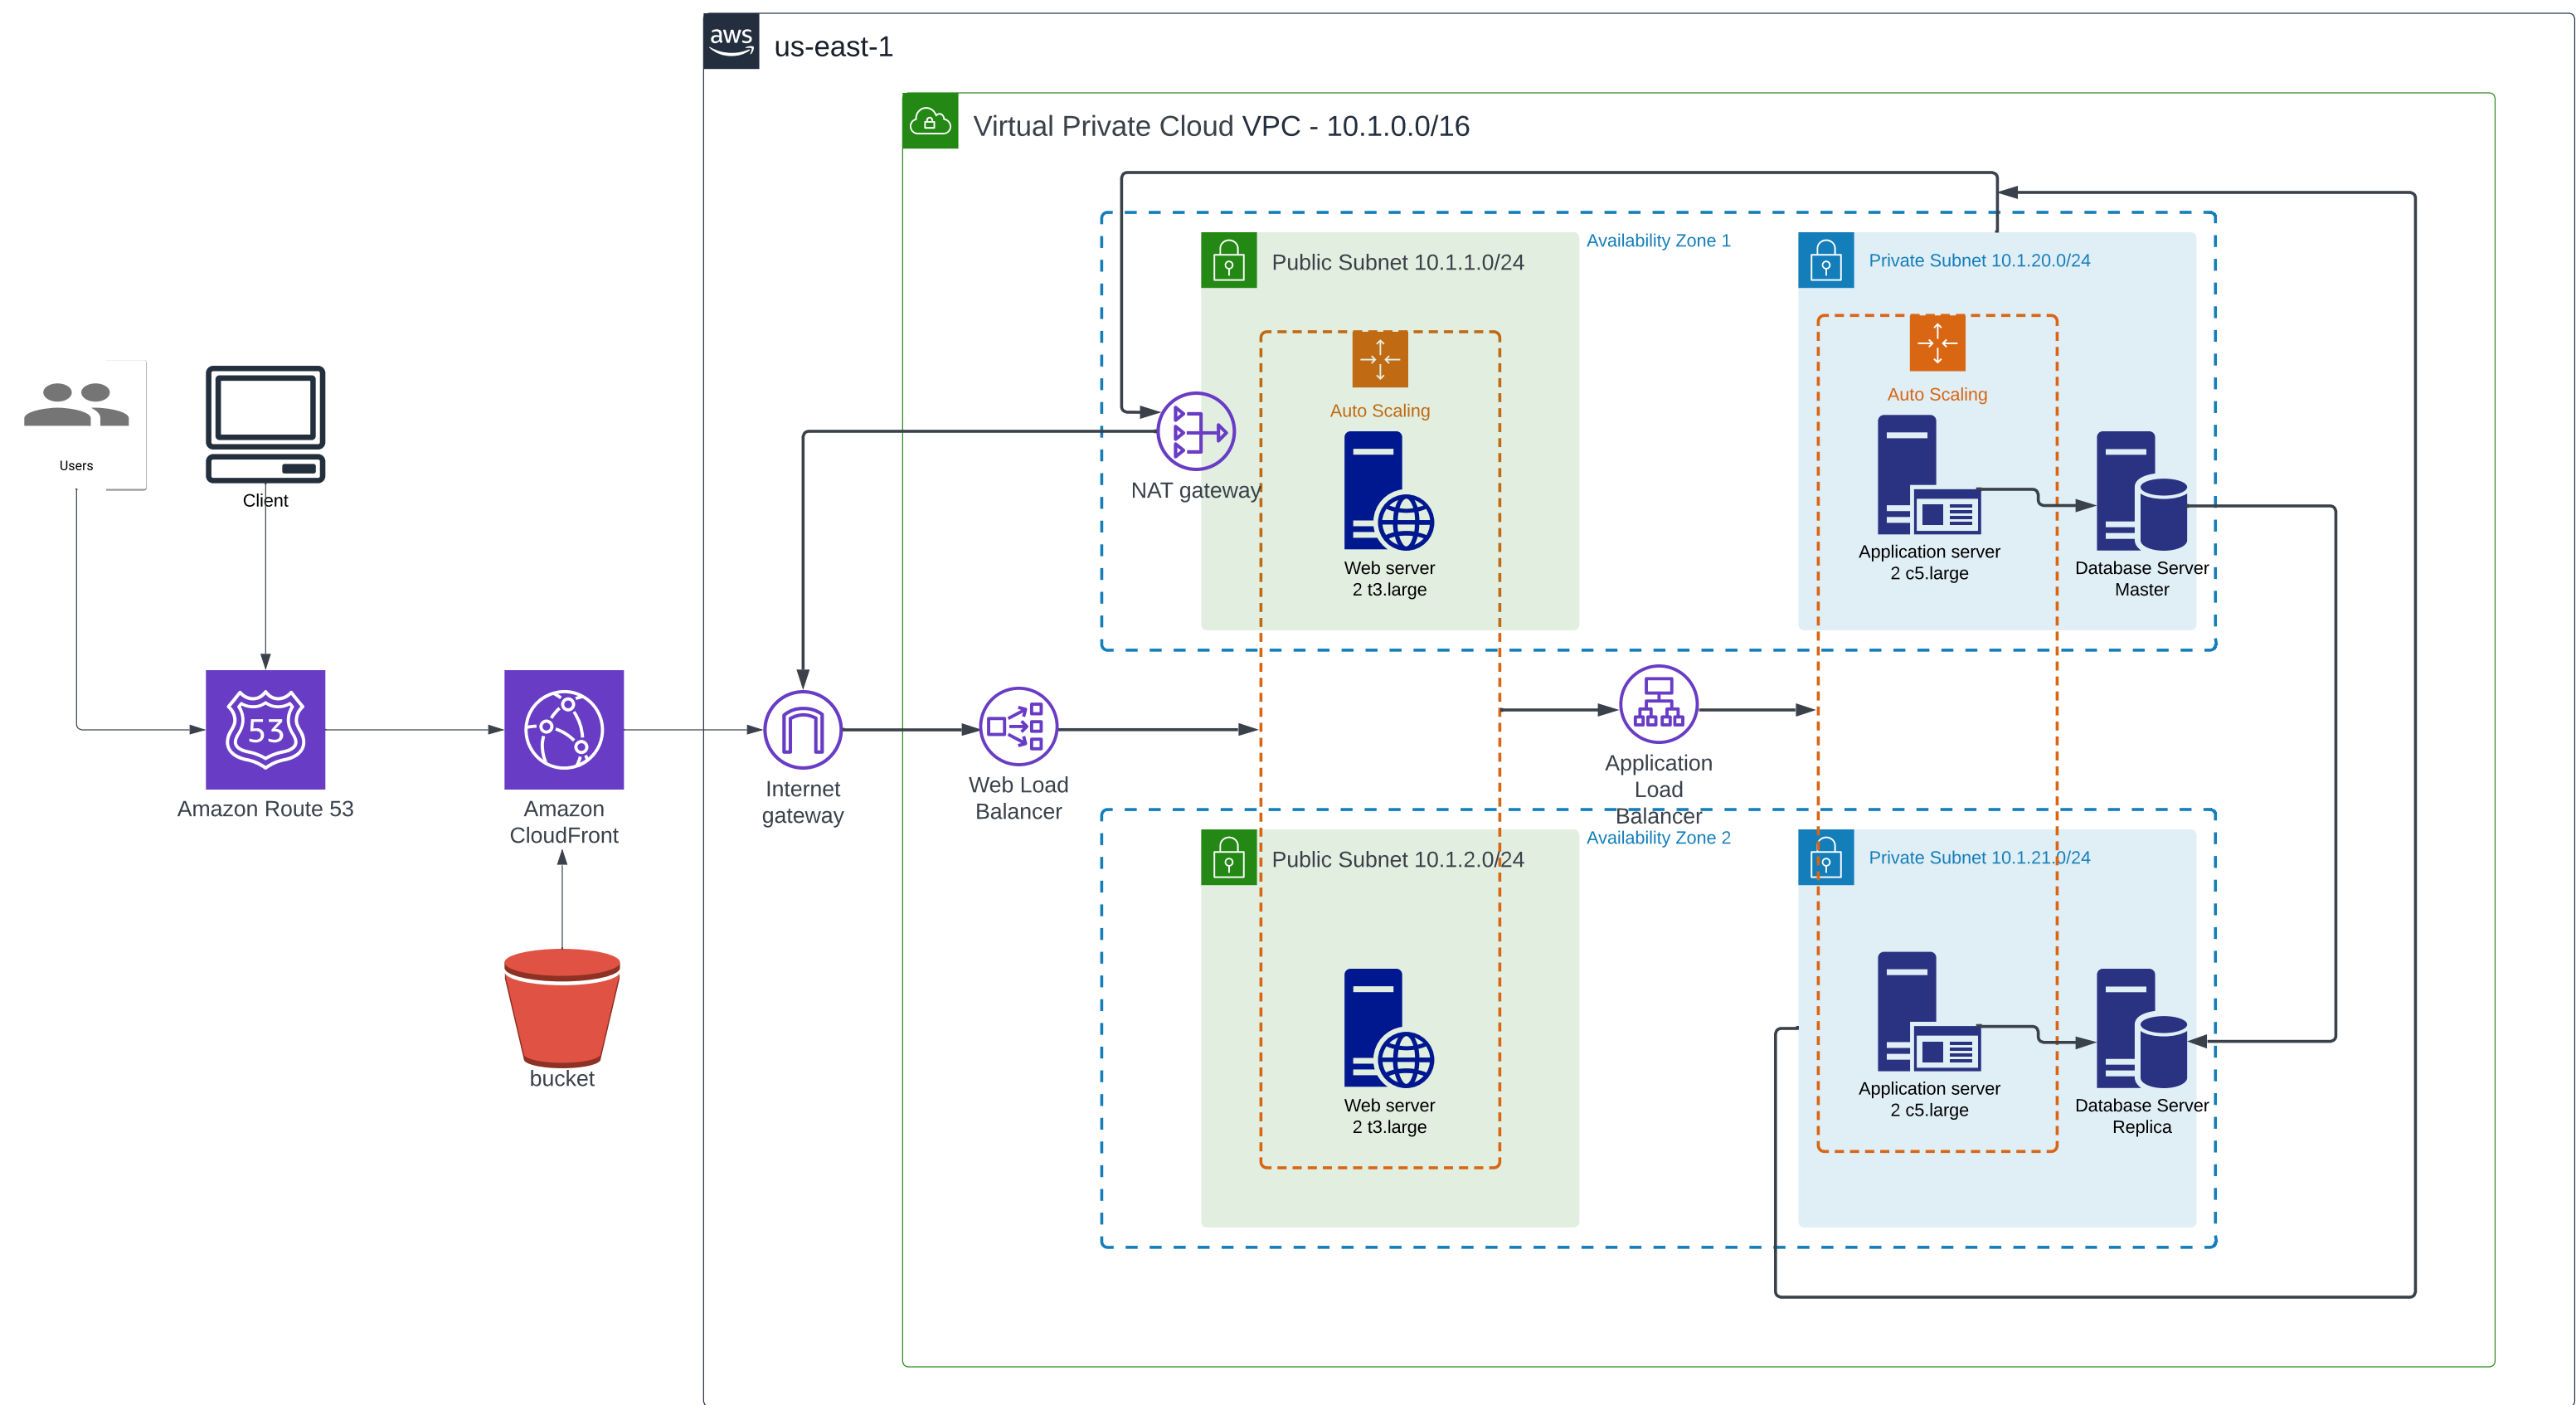 aws
us-east-1
Virtual Private Cloud VPC - 10.1.0.0/16
Availability Zone 1
Public Subnet 10.1.1.0/24
Private Subnet 10.1.20.0/24
Auto Scaling
Auto Scaling
Users
Client
NAT gateway
Web server
2 t3.large
Application server
2 c5.large
Database Server
Master
53
Amazon Route 53
Amazon
CloudFront
Internet
gateway
Web Load
Balancer
Application
Load
Balancer
Availability Zone 2
Public Subnet 10.1.2.0/24
Private Subnet 10.1.21.0/24
bucket
Web server
2 t3.large
Application server
2 c5.large
Database Server
Replica